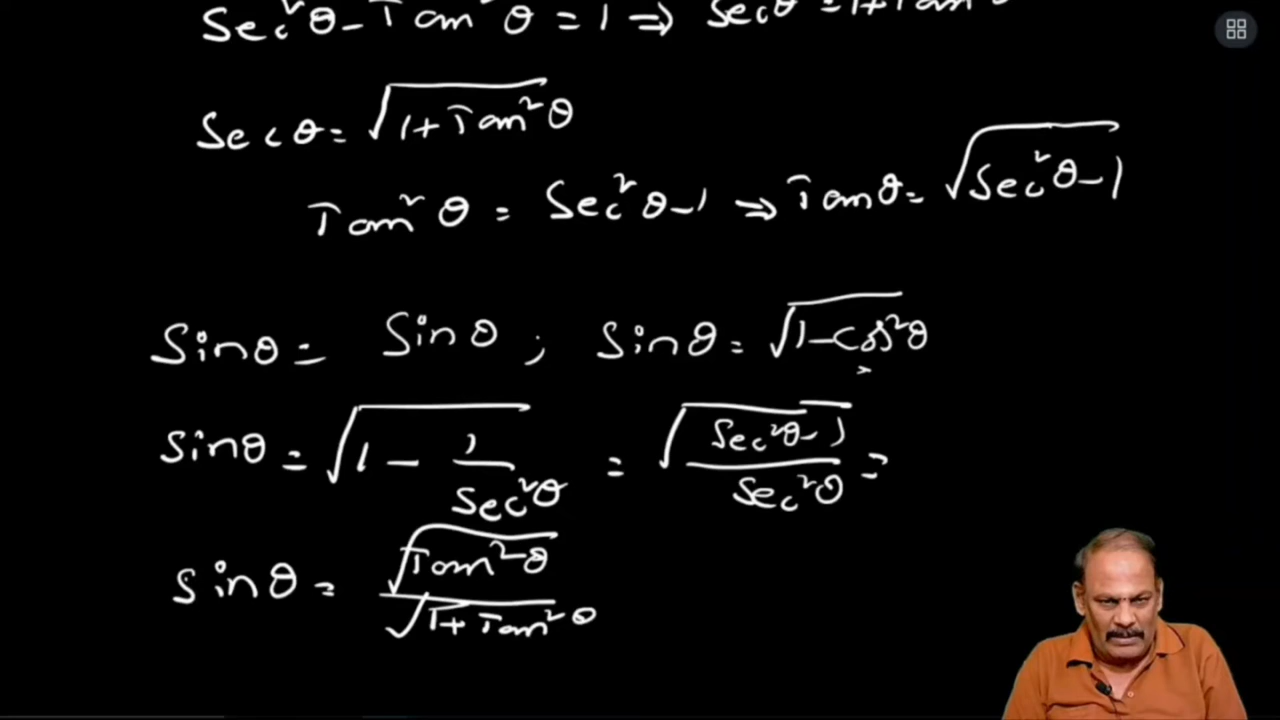 Sec²θ - Tan²θ = 1 ⇒ Secθ = 1 + Tan²θ
Secθ = √(1 + Tan²θ)
Tan²θ = Sec²θ - 1 ⇒ Tanθ = √(Sec²θ - 1)
Sinθ = Sinθ ; Sinθ = √(1 - Cos²θ)
Sinθ = √(1 - 1/Sec²θ) = √((Sec²θ - 1)/Sec²θ) =
Sinθ = √(Tan²θ)/√(1 + Tan²θ)